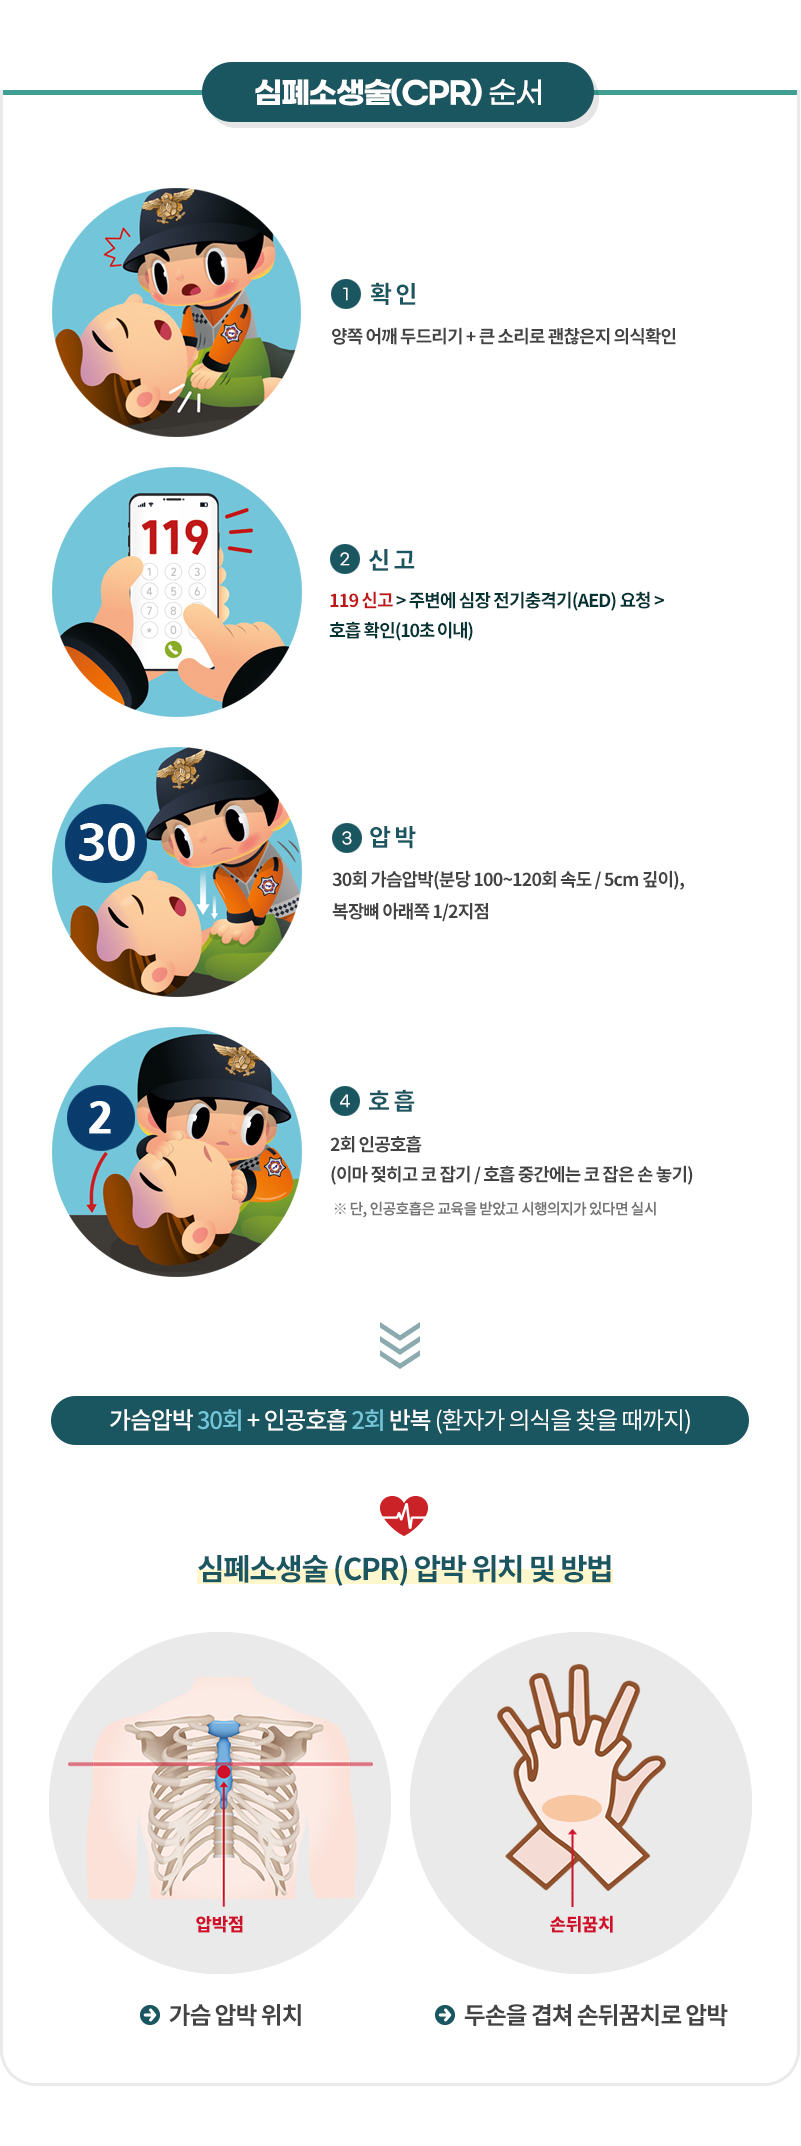 심폐소생술(CPR) 순서
1 확인
양쪽 어깨 두드리기 + 큰 소리로 괜찮은지 의식확인
119
1 2 3
4 5 6
7 8
* 0
2 신고
119 신고 > 주변에 심장 전기충격기(AED) 요청 >
호흡 확인(10초 이내)
30
3 압박
30회 가슴압박(분당 100~120회 속도 / 5cm 깊이),
복장뼈 아래쪽 1/2지점
2
4 호흡
2회 인공호흡
(이마 젖히고 코 잡기 / 호흡 중간에는 코 잡은 손 놓기)
※ 단, 인공호흡은 교육을 받았고 시행의지가 있다면 실시
가슴압박 30회 + 인공호흡 2회 반복 (환자가 의식을 찾을 때까지)
심폐소생술 (CPR) 압박 위치 및 방법
압박점
손뒤꿈치
가슴 압박 위치
두손을 겹쳐 손뒤꿈치로 압박